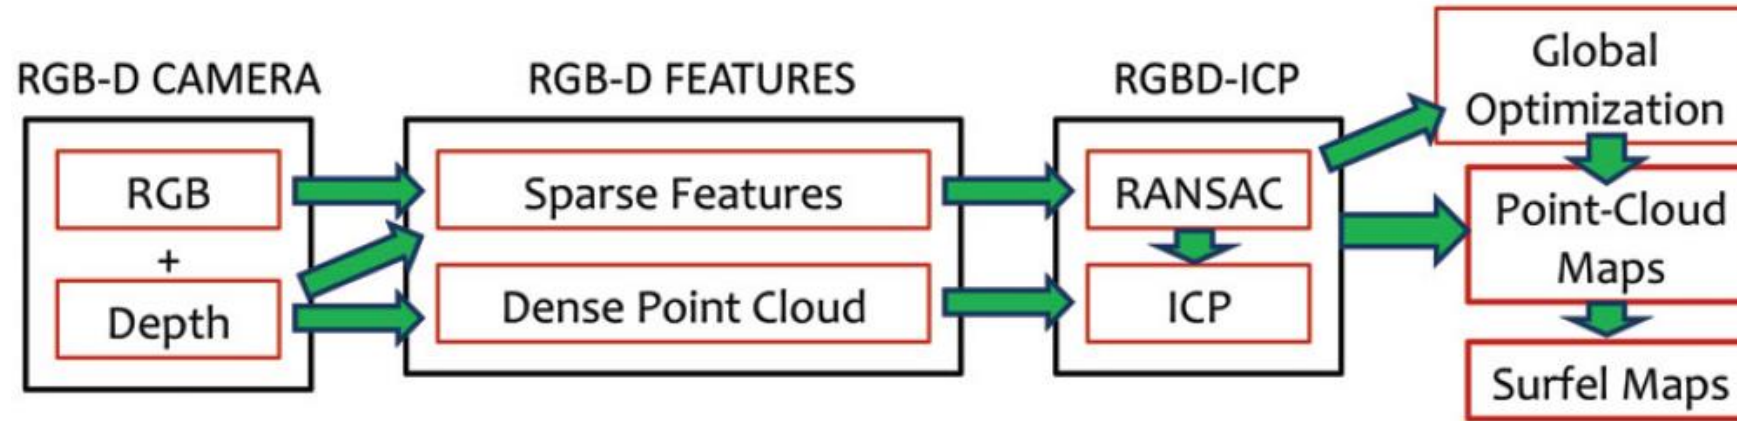 RGB-D CAMERA
RGB
+
Depth
RGB-D FEATURES
Sparse Features
Dense Point Cloud
RGBD-ICP
RANSAC
ICP
Global
Optimization
Point-Cloud
Maps
Surfel Maps